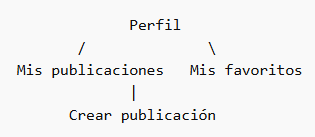 Perfil
/ \
Mis publicaciones Mis favoritos
|
Crear publicación